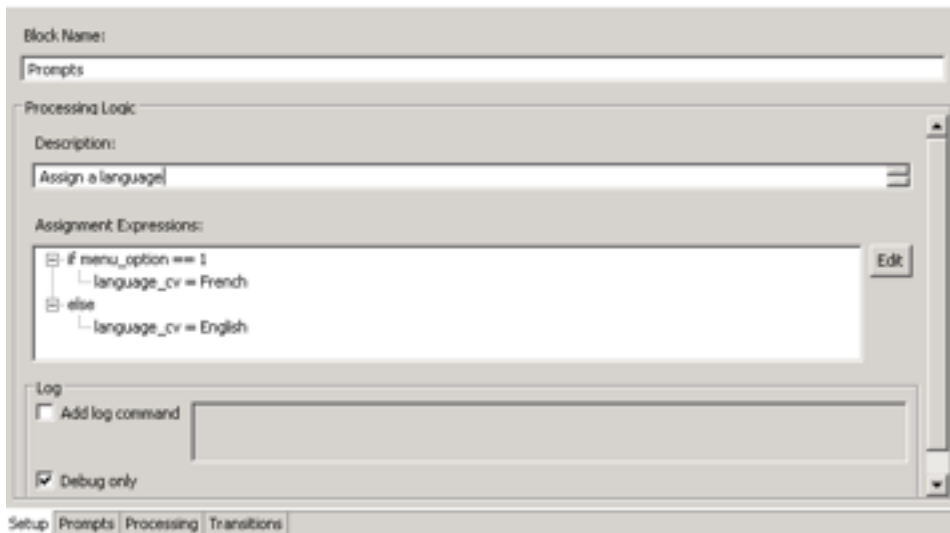 Block Name:
Prompts
Processing Logic
Description:
Assign a language
Assignment Expressions:
if menu_option == 1
language_cv = French
else
language_cv = English
Edit
Log
Add log command
Debug only
Setup Prompts Processing Transitions